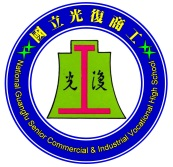 國立光復商工
光復
National Guangfu Senior Commercial & Industrial Vocational High School